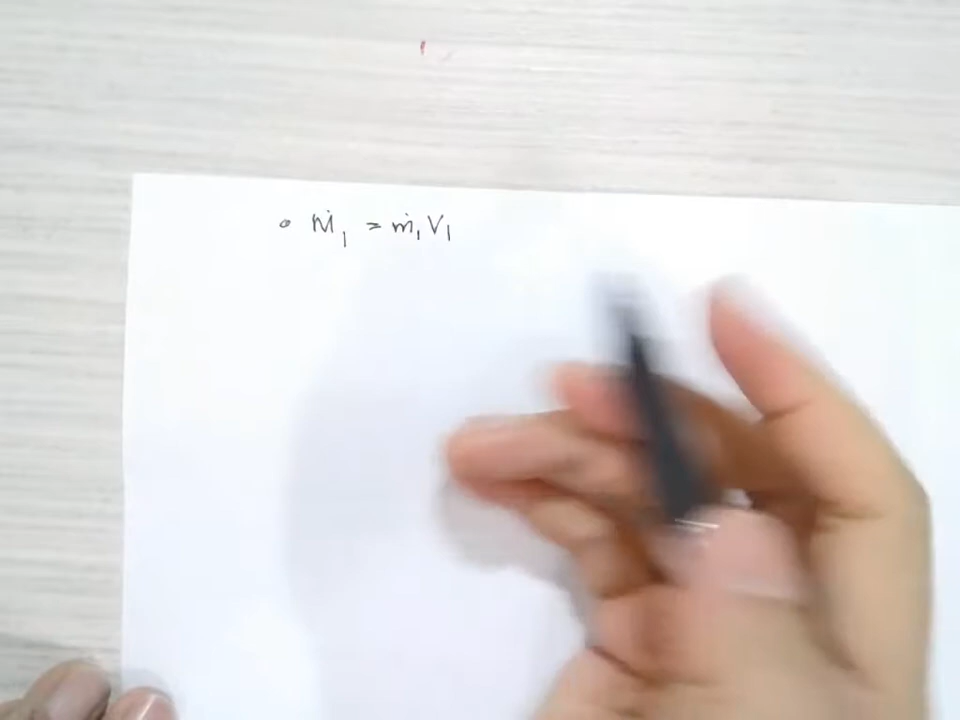 ∘ Ṁ₁ = ṁ₁V₁